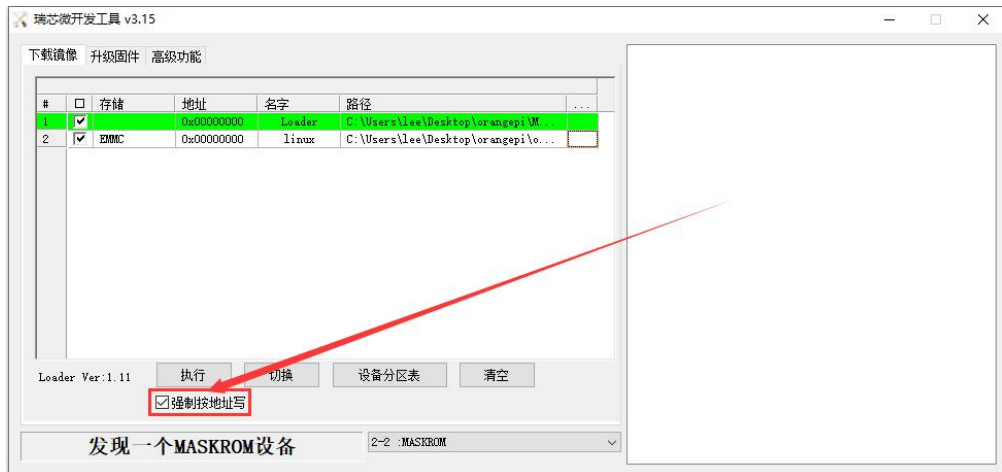 瑞芯微开发工具 v3.15
下载镜像 升级固件 高级功能
# 存储 地址 名字 路径 ...
1 0x00000000 Loader C:\Users\lee\Desktop\orangepi\M...
2 EMMC 0x00000000 linux C:\Users\lee\Desktop\orangepi\o...
Loader Ver:1.11 执行 切换 设备分区表 清空
强制按地址写
发现一个MASKROM设备 2-2 :MASKROM